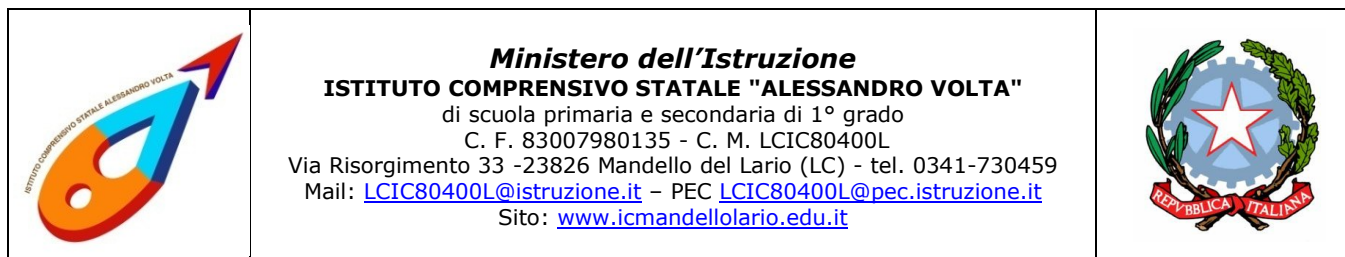 ISTITUTO COMPRENSIVO STATALE ALESSANDRO VOLTA
Ministero dell'Istruzione
ISTITUTO COMPRENSIVO STATALE "ALESSANDRO VOLTA"
di scuola primaria e secondaria di 1° grado
C. F. 83007980135 - C. M. LCIC80400L
Via Risorgimento 33 -23826 Mandello del Lario (LC) - tel. 0341-730459
Mail: LCIC80400L@istruzione.it – PEC LCIC80400L@pec.istruzione.it
Sito: www.icmandellolario.edu.it
REPVBBLICA ITALIANA